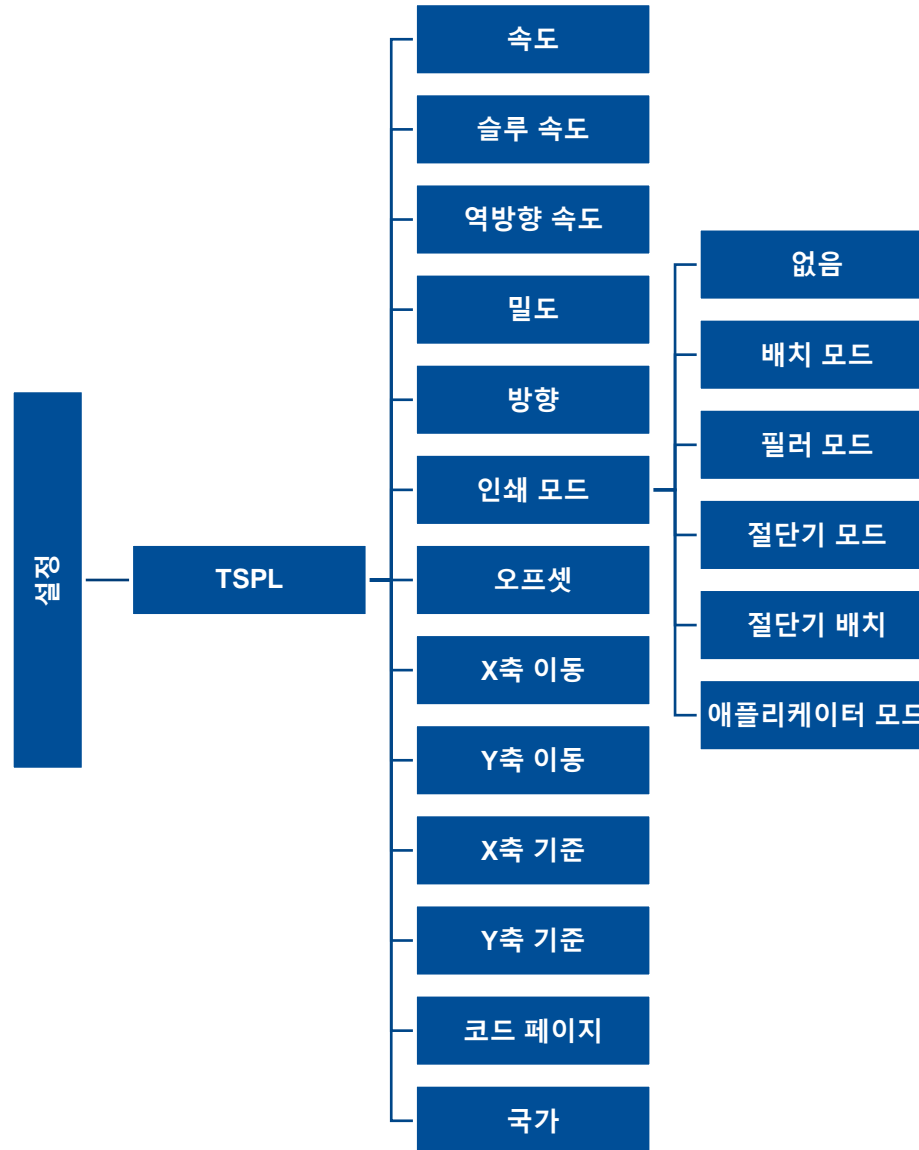 설정
TSPL
속도
슬루 속도
역방향 속도
밀도
방향
인쇄 모드
없음
배치 모드
필러 모드
절단기 모드
절단기 배치
애플리케이터 모드
오프셋
X축 이동
Y축 이동
X축 기준
Y축 기준
코드 페이지
국가